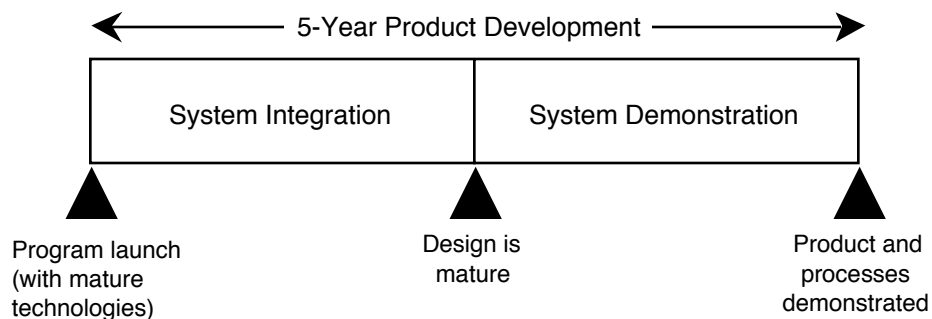 5-Year Product Development
System Integration
System Demonstration
Program launch
(with mature
technologies)
Design is
mature
Product and
processes
demonstrated